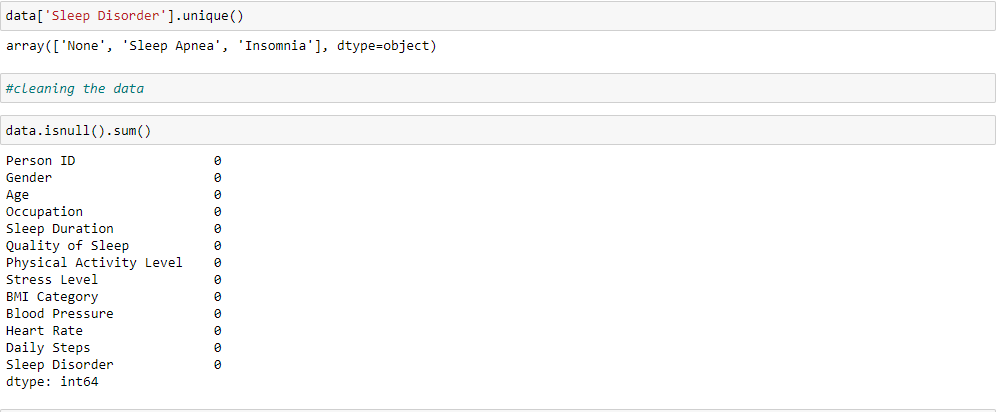 data['Sleep Disorder'].unique()
array(['None', 'Sleep Apnea', 'Insomnia'], dtype=object)
#cleaning the data
data.isnull().sum()
Person ID 0
Gender 0
Age 0
Occupation 0
Sleep Duration 0
Quality of Sleep 0
Physical Activity Level 0
Stress Level 0
BMI Category 0
Blood Pressure 0
Heart Rate 0
Daily Steps 0
Sleep Disorder 0
dtype: int64